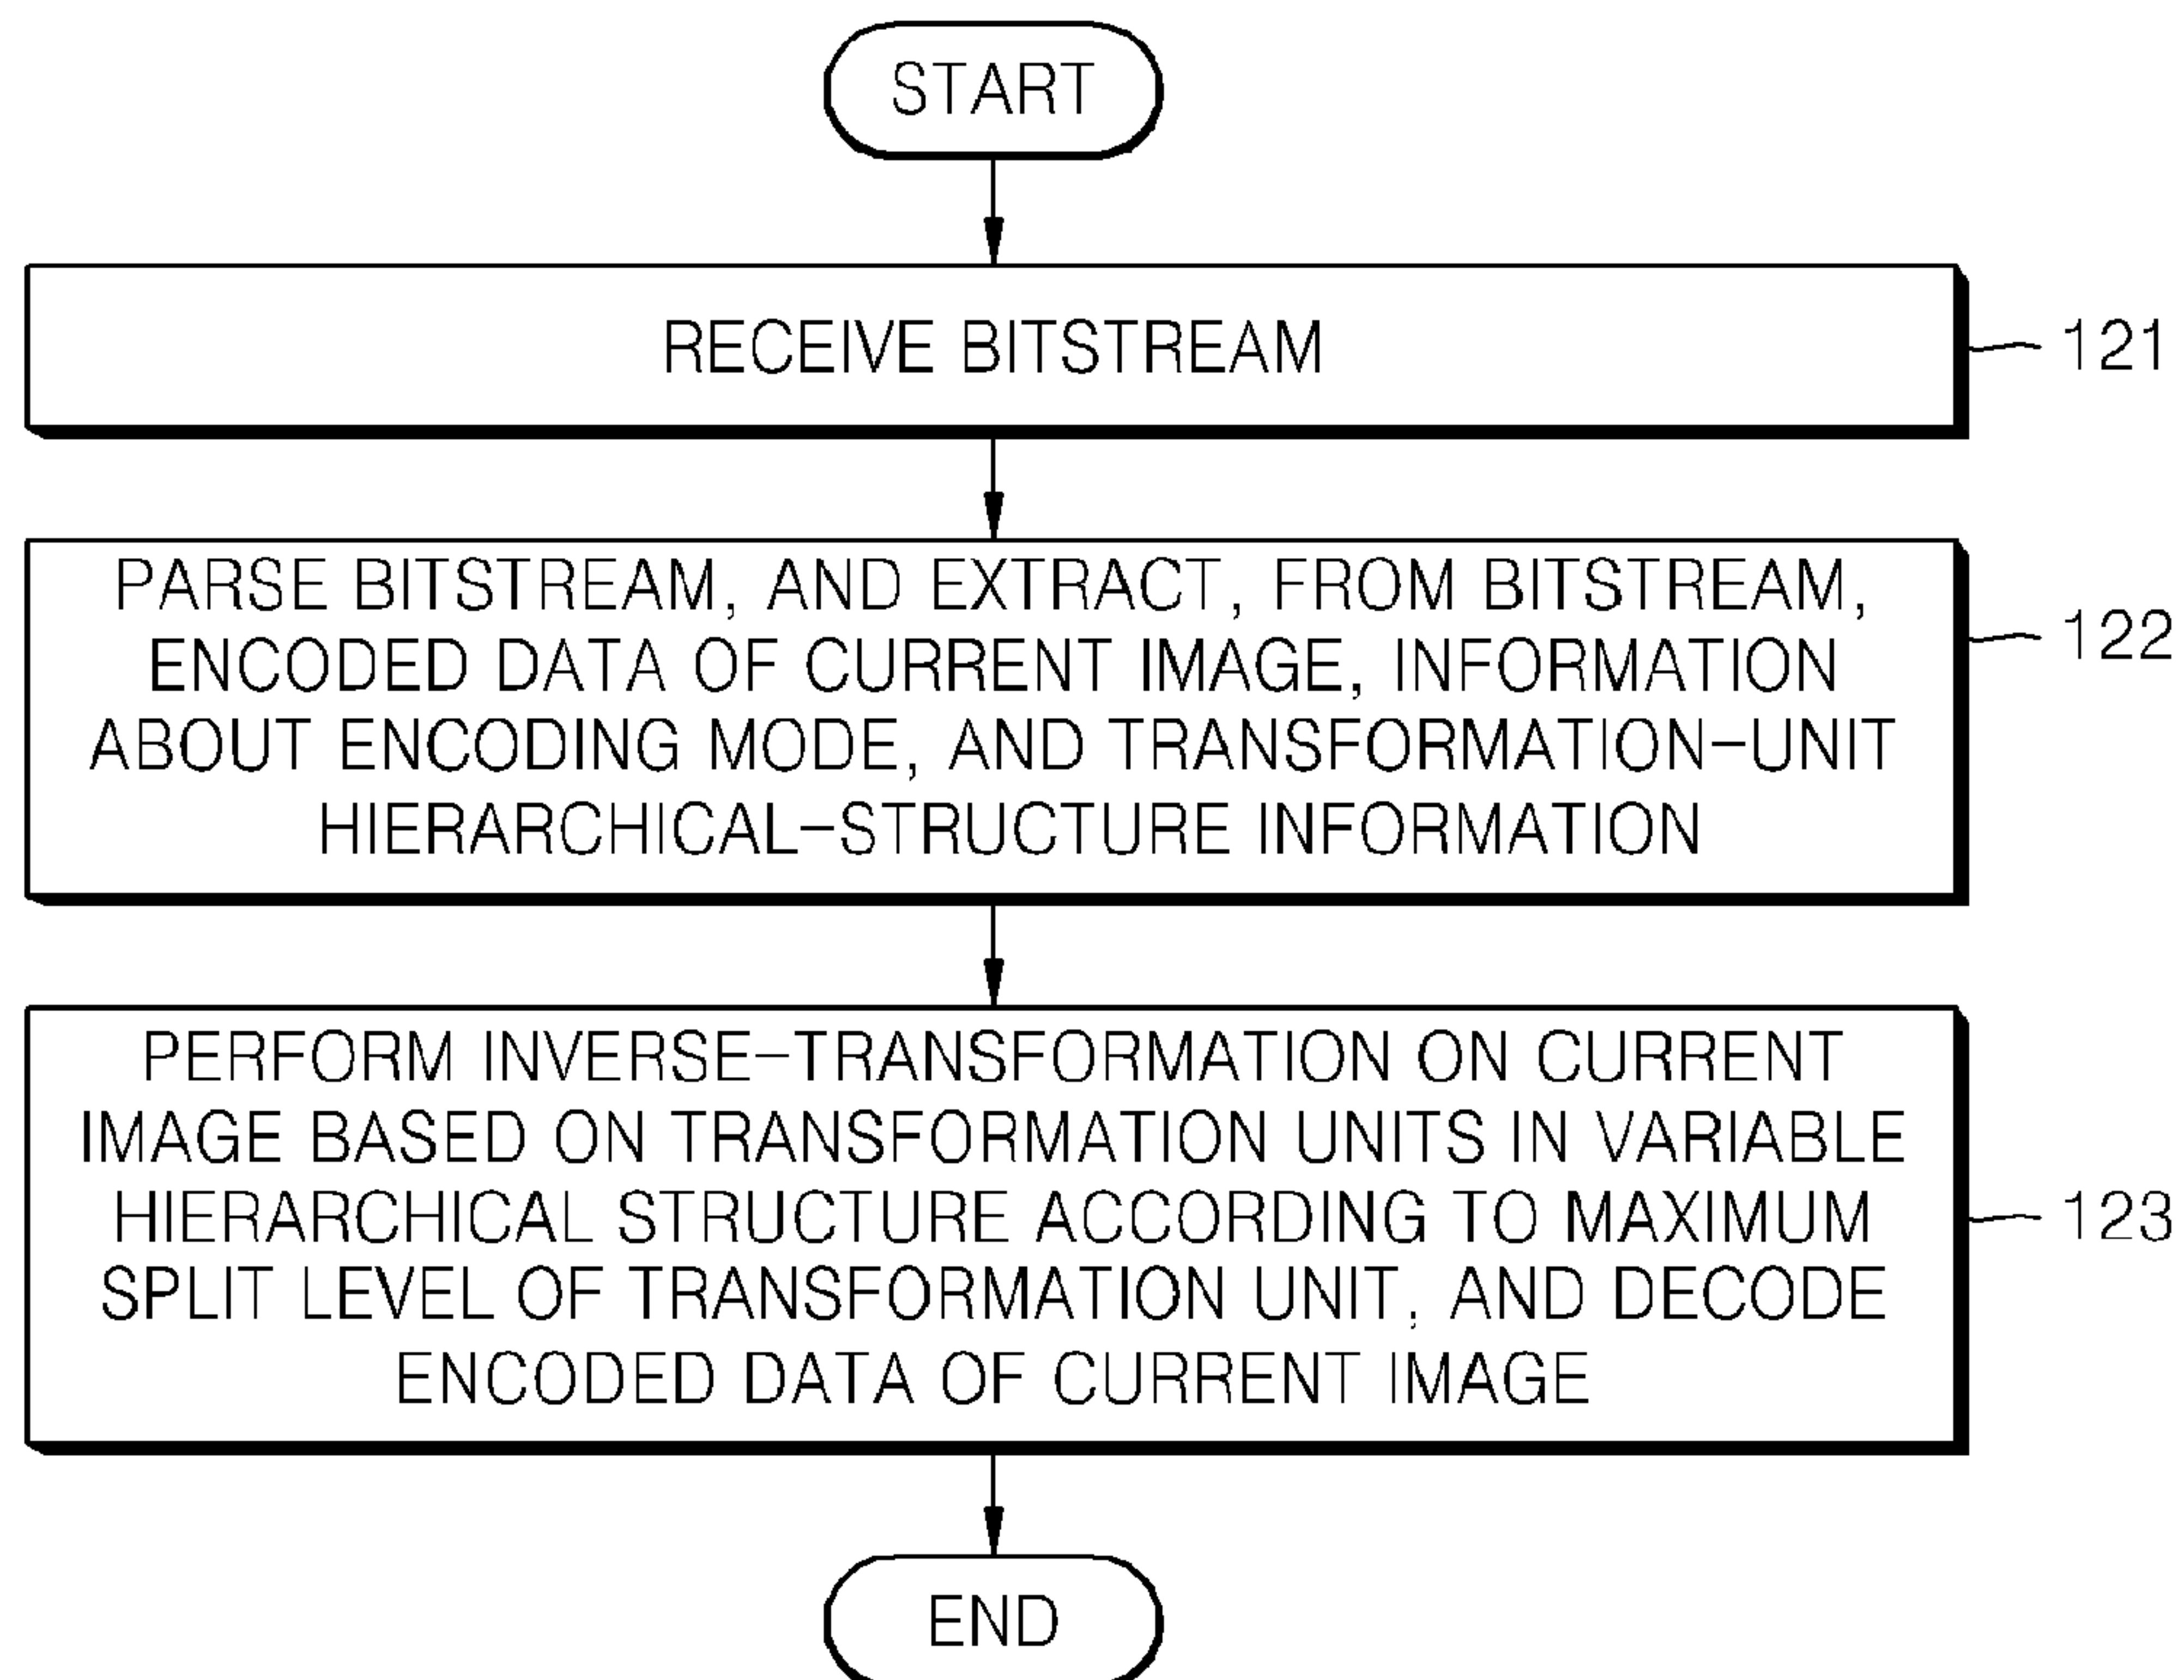 START
RECEIVE BITSTREAM
121
PARSE BITSTREAM, AND EXTRACT, FROM BITSTREAM,
ENCODED DATA OF CURRENT IMAGE, INFORMATION
ABOUT ENCODING MODE, AND TRANSFORMATION-UNIT
HIERARCHICAL-STRUCTURE INFORMATION
122
PERFORM INVERSE-TRANSFORMATION ON CURRENT
IMAGE BASED ON TRANSFORMATION UNITS IN VARIABLE
HIERARCHICAL STRUCTURE ACCORDING TO MAXIMUM
SPLIT LEVEL OF TRANSFORMATION UNIT, AND DECODE
ENCODED DATA OF CURRENT IMAGE
123
END